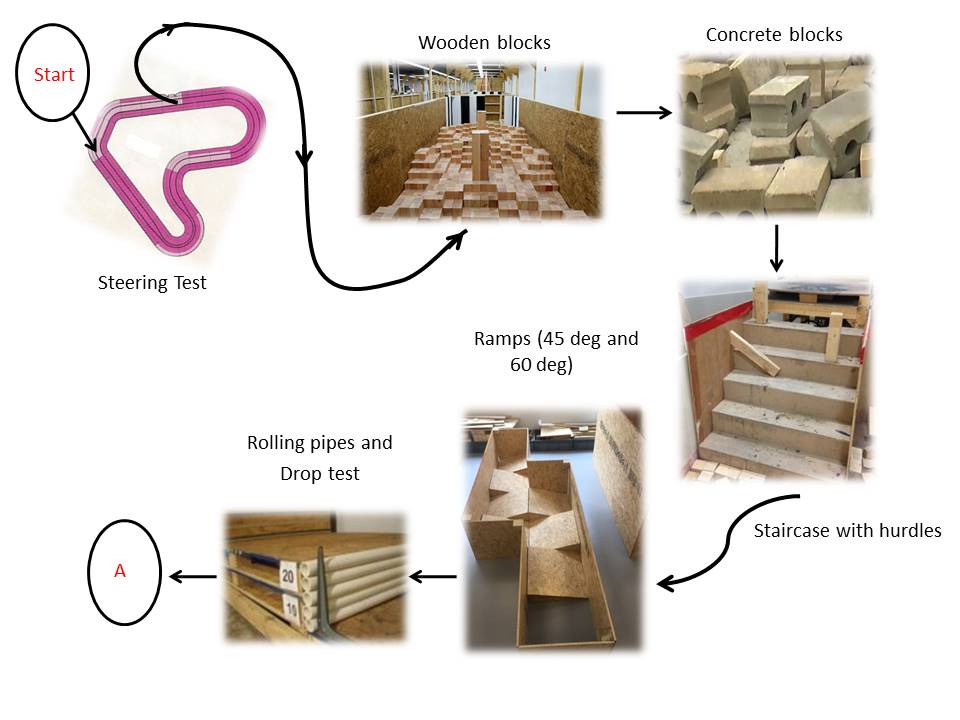 Start
Steering Test
Wooden blocks
Concrete blocks
Staircase with hurdles
Ramps (45 deg and
60 deg)
Rolling pipes and
Drop test
20
10
A